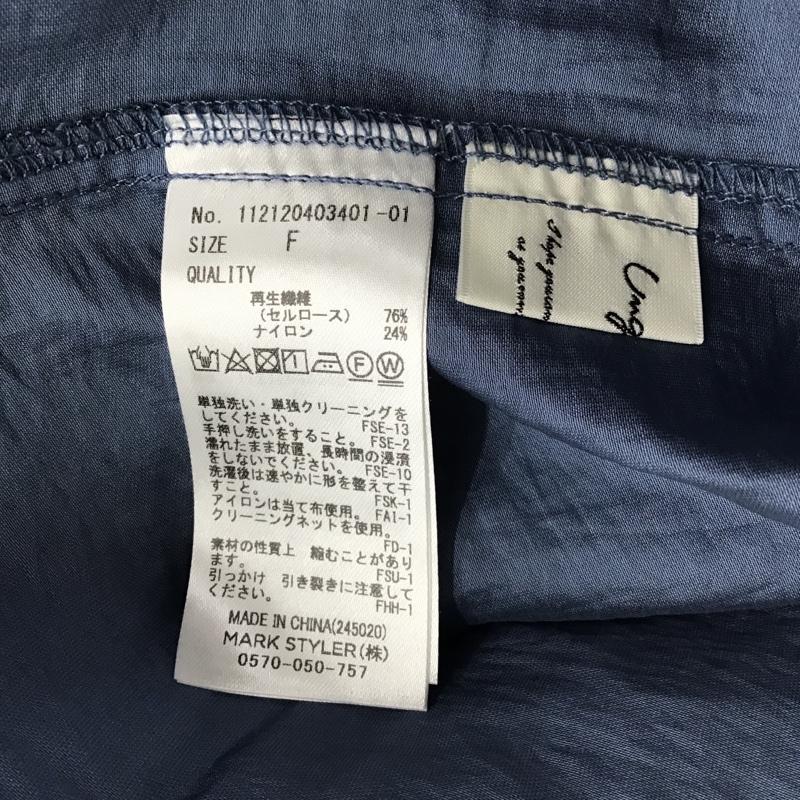 No. 112120403401-01
SIZE F
QUALITY
再生繊維
(セルロース) 76%
ナイロン 24%
F W
単独洗い・単独クリーニングを
してください。 FSE-13
手押し洗いをすること。 FSE-2
濡れたまま放置、長時間の浸漬
をしないでください。 FSE-10
洗濯後は速やかに形を整えて干
すこと。 FSK-1
アイロンは当て布使用。 FAI-1
クリーニングネットを使用。
FD-1
素材の性質上 縮むことがあり
ます。 FSU-1
引っかけ 引き裂きに注意して
ください。 FHH-1
MADE IN CHINA(245020)
MARK STYLER(株)
0570-050-757